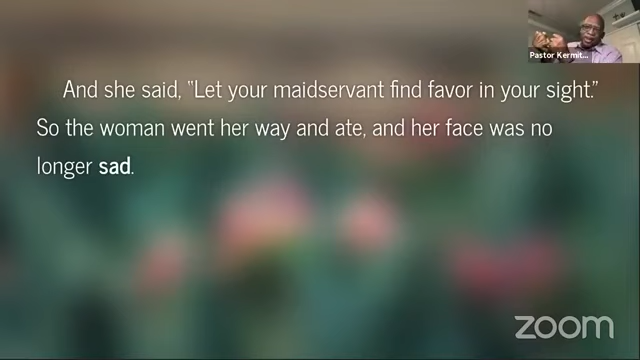 Pastor Kermit...
And she said, "Let your maidservant find favor in your sight."
So the woman went her way and ate, and her face was no
longer sad.
zoom